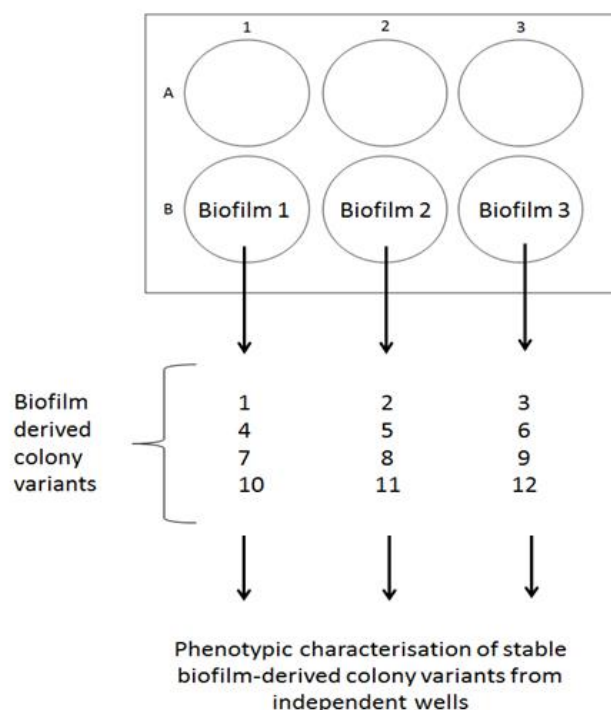 1 2 3
A
B Biofilm 1 Biofilm 2 Biofilm 3
Biofilm
derived
colony
variants
1 2 3
4 5 6
7 8 9
10 11 12
Phenotypic characterisation of stable
biofilm-derived colony variants from
independent wells